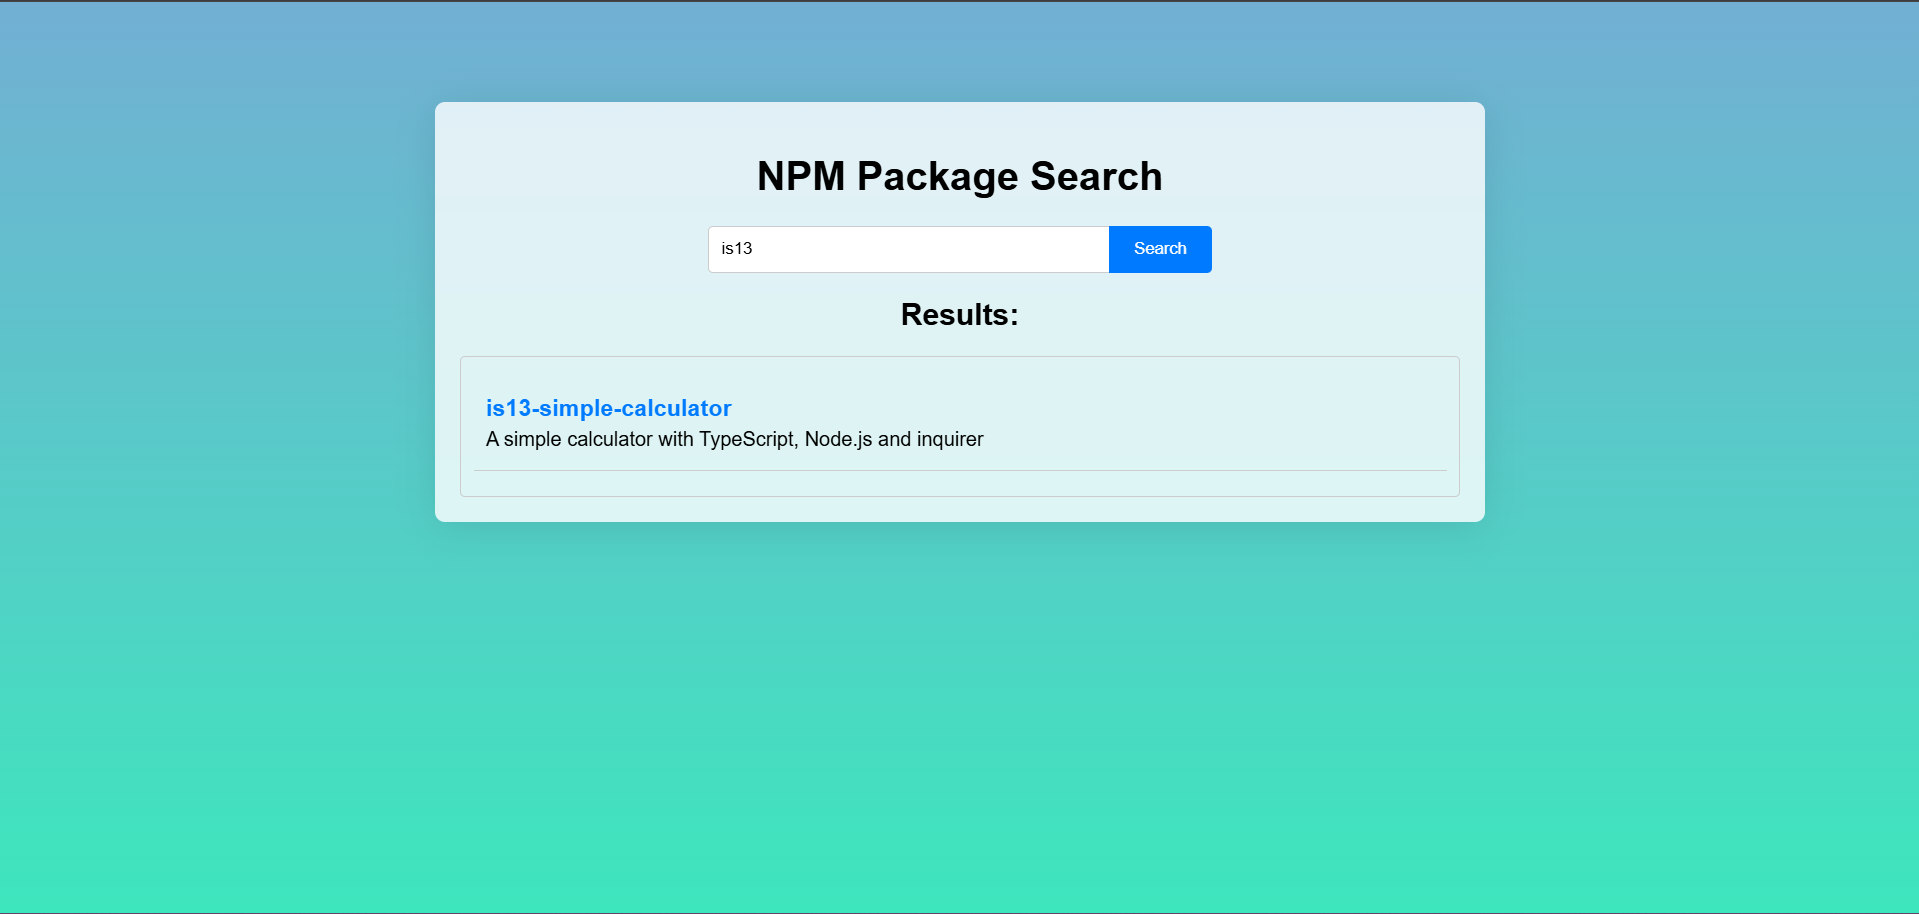 NPM Package Search
is13
Search
Results:
is13-simple-calculator
A simple calculator with TypeScript, Node.js and inquirer